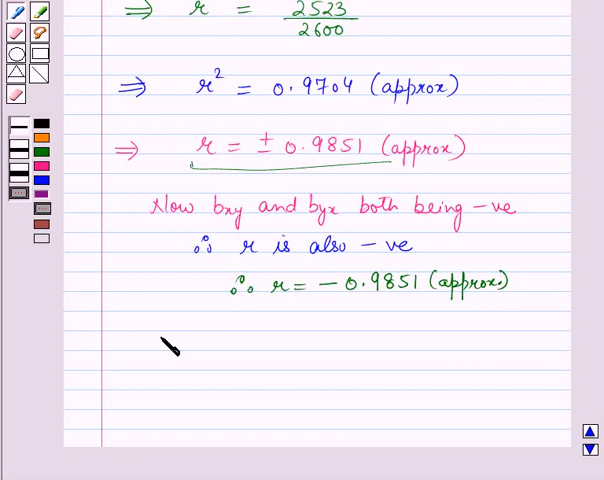 ⇒ r = 2523/2600
⇒ r² = 0.9704 (approx)
⇒ r = ± 0.9851 (approx)
Now bxy and byx both being -ve
∴ r is also -ve
∴ r = - 0.9851 (approx.)